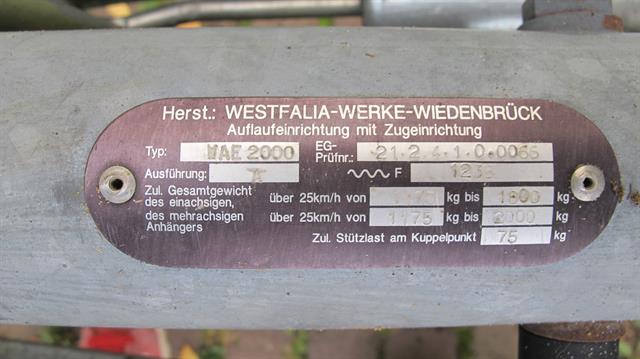 Herst.: WESTFALIA-WERKE-WIEDENBRÜCK
Auflaufeinrichtung mit Zugeinrichtung
Typ: WAE 2000 EG-Prüfnr.: 21.2.4.1.0.0065
Ausführung: A F
Zul. Gesamtgewicht des einachsigen, über 25km/h von kg bis 1800 kg
des mehrachsigen Anhängers über 25km/h von 1175 kg bis 2000 kg
Zul. Stützlast am Kuppelpunkt 75 kg